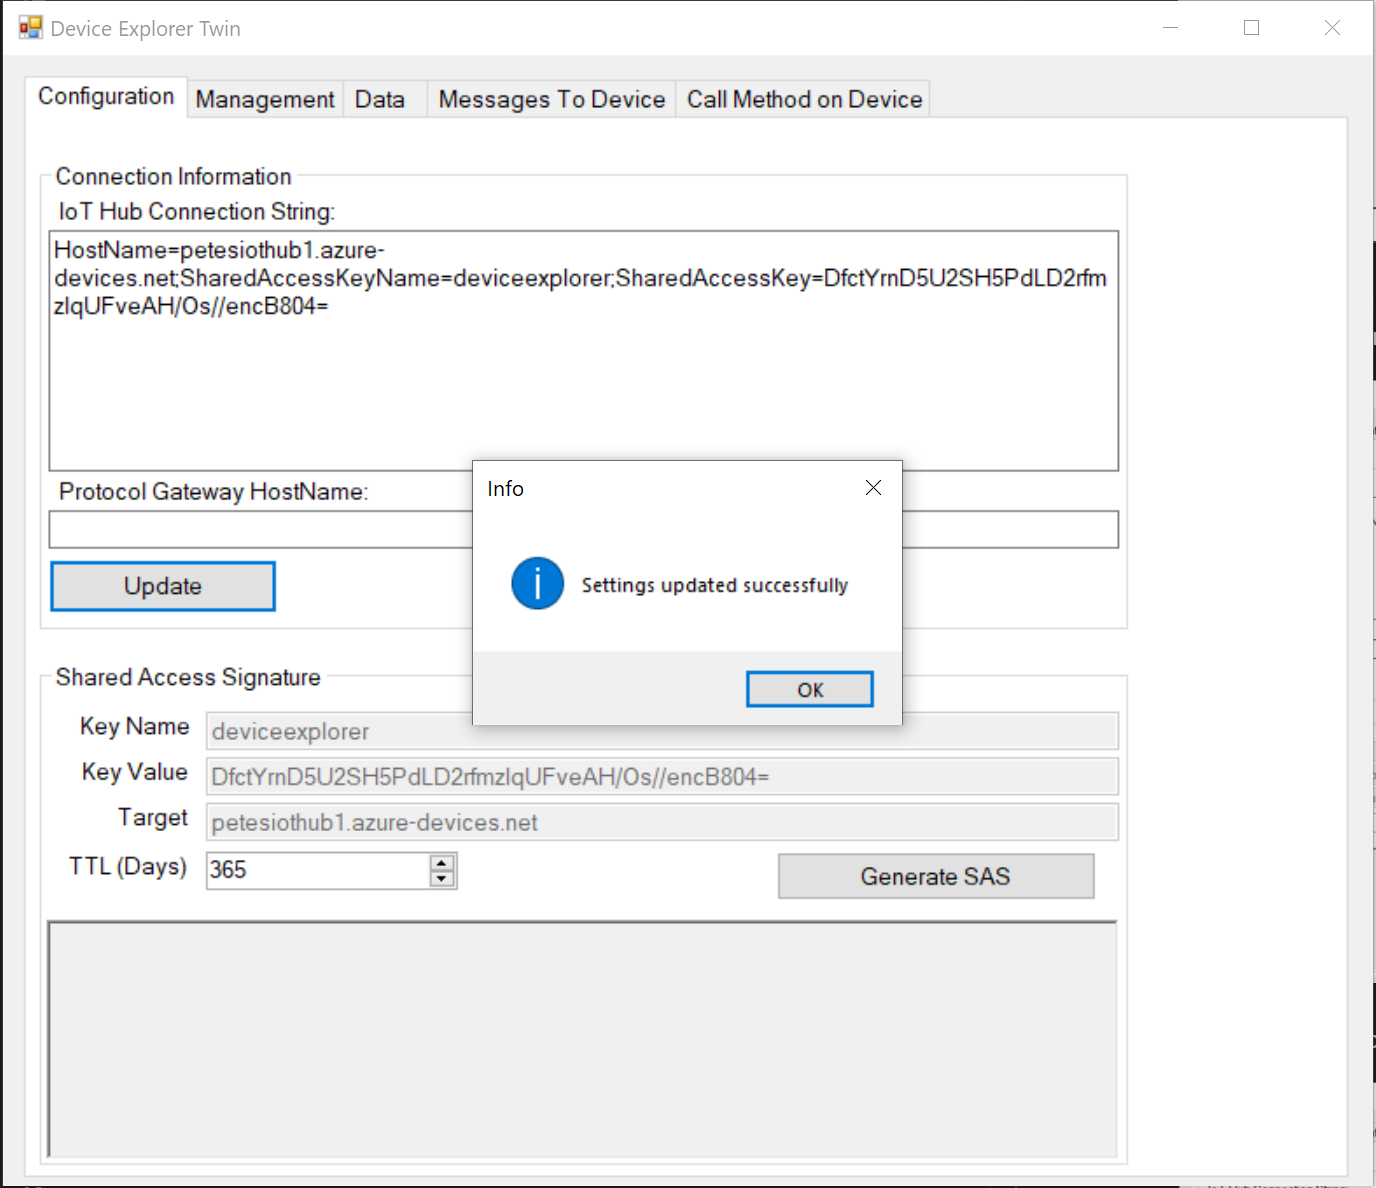 Device Explorer Twin
Configuration
Management
Data
Messages To Device
Call Method on Device
Connection Information
IoT Hub Connection String:
HostName=petesiothub1.azure-
devices.net;SharedAccessKeyName=deviceexplorer;SharedAccessKey=DfctYrnD5U2SH5PdLD2rfm
zlqUFveAH/Os//encB804=
Protocol Gateway HostName:
Update
Info
Settings updated successfully
OK
Shared Access Signature
Key Name
deviceexplorer
Key Value
DfctYrnD5U2SH5PdLD2rfmzlqUFveAH/Os//encB804=
Target
petesiothub1.azure-devices.net
TTL (Days)
365
Generate SAS